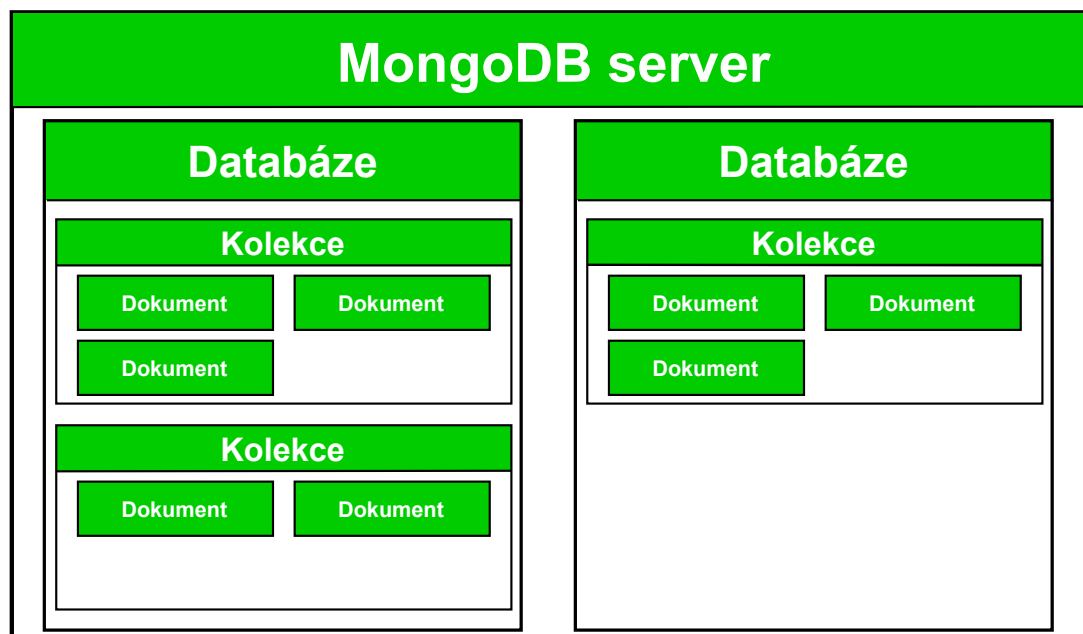 MongoDB server
Databáze
Kolekce
Dokument
Dokument
Dokument
Kolekce
Dokument
Dokument
Databáze
Kolekce
Dokument
Dokument
Dokument